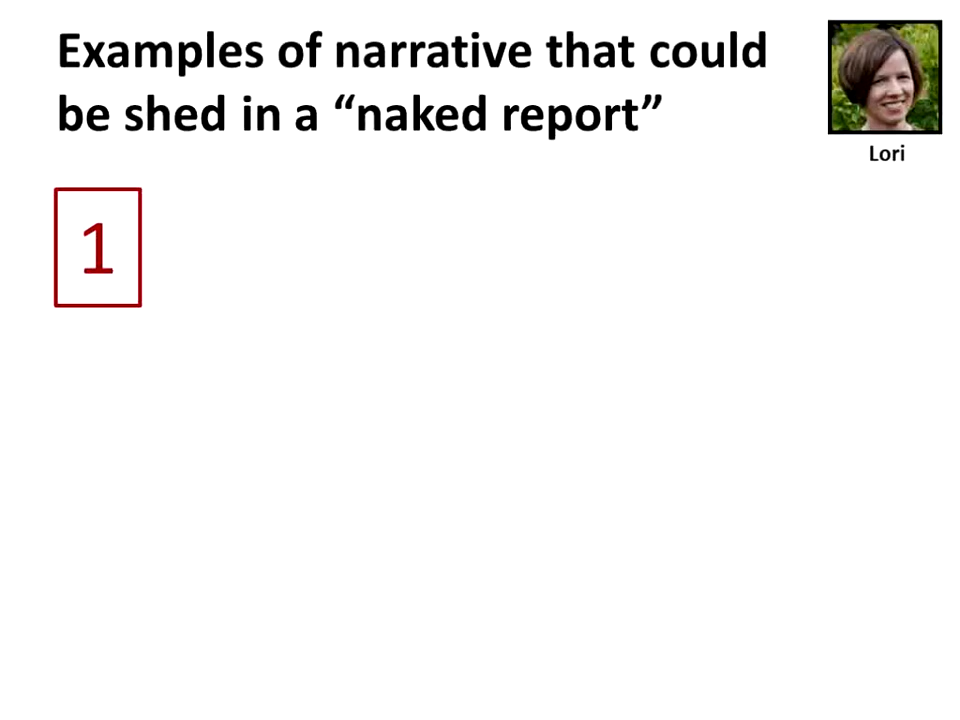 Examples of narrative that could
be shed in a “naked report”
Lori
1